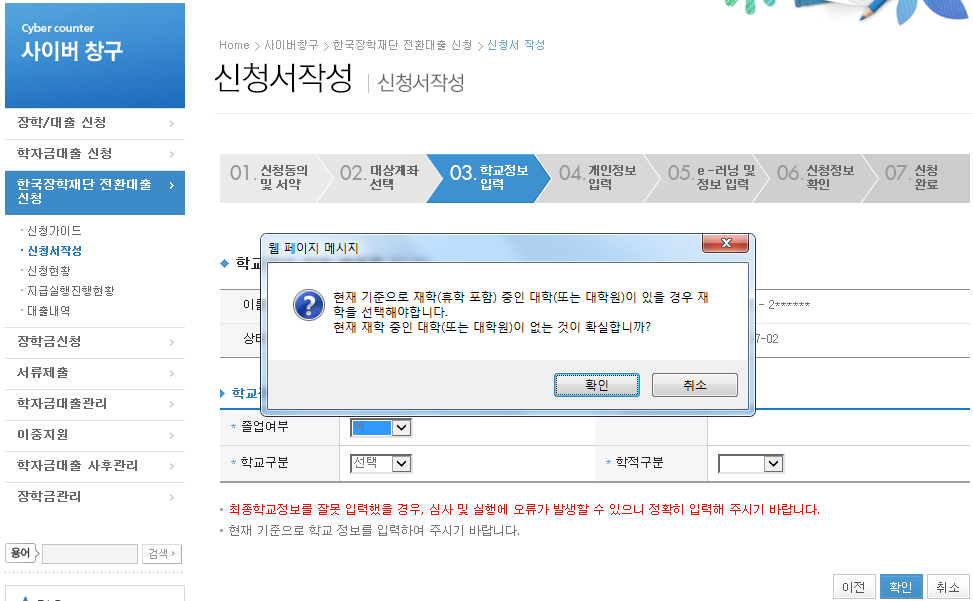 Cyber counter
사이버 창구
장학/대출 신청
학자금대출 신청
한국장학재단 전환대출
신청
· 신청가이드
· 신청서작성
· 신청현황
· 지급실행진행현황
· 대출내역
장학금신청
서류제출
학자금대출관리
이중지원
학자금대출 사후관리
장학금관리
용어
검색
Home > 사이버창구 > 한국장학재단 전환대출 신청 > 신청서 작성
신청서작성 | 신청서작성
01. 신청동의 및 서약
02. 대상계좌 선택
03. 학교정보 입력
04. 개인정보 입력
05. e-러닝 및 정보 입력
06. 신청정보 확인
07. 신청 완료
- 2******
7-02
웹 페이지 메시지
현재 기준으로 재학(휴학 포함) 중인 대학(또는 대학원)이 있을 경우 재
학을 선택해야합니다.
현재 재학 중인 대학(또는 대학원)이 없는 것이 확실합니까?
확인 취소
* 졸업여부
* 학교구분 선택 * 학적구분
최종학교정보를 잘못 입력했을 경우, 심사 및 실행에 오류가 발생할 수 있으니 정확히 입력해 주시기 바랍니다.
현재 기준으로 학교 정보를 입력하여 주시기 바랍니다.
이전 확인 취소